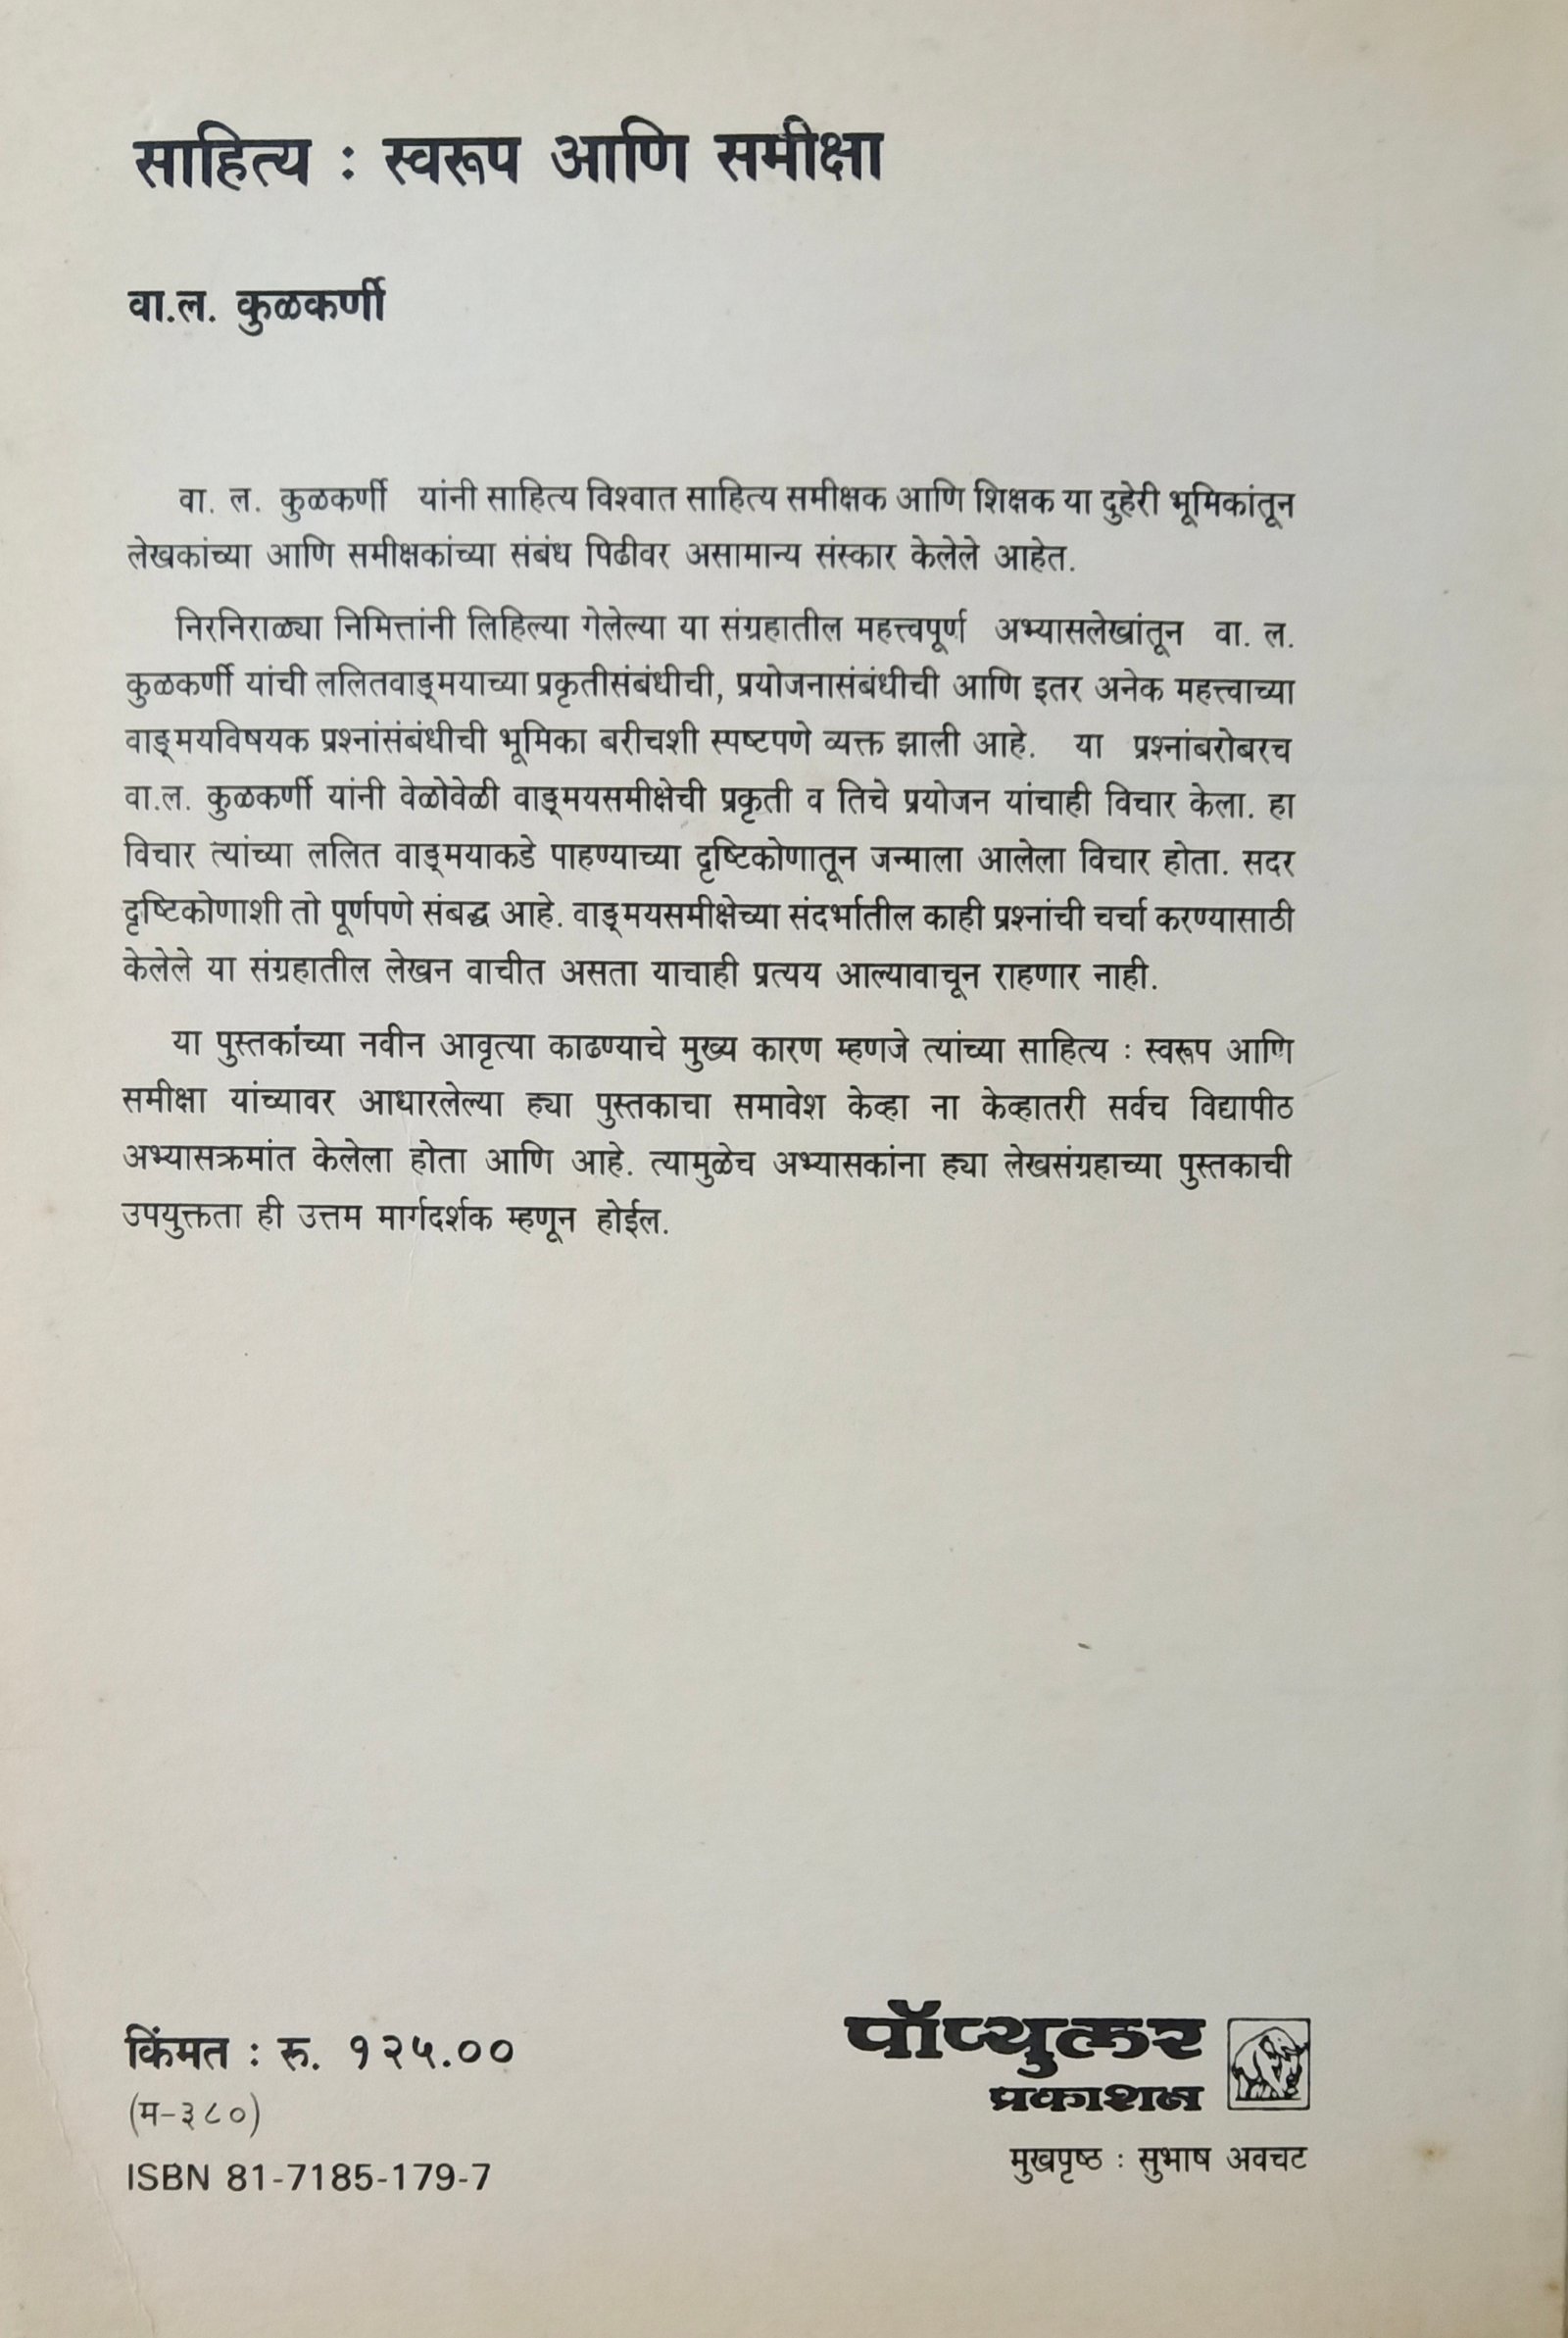 साहित्य : स्वरूप आणि समीक्षा
वा.ल. कुळकर्णी
वा. ल. कुळकर्णी यांनी साहित्य विश्वात साहित्य समीक्षक आणि शिक्षक या दुहेरी भूमिकांतून
लेखकांच्या आणि समीक्षकांच्या संबंध पिढीवर असामान्य संस्कार केलेले आहेत.
निरनिराळ्या निमित्तांनी लिहिल्या गेलेल्या या संग्रहातील महत्त्वपूर्ण अभ्यासलेखांतून वा. ल.
कुळकर्णी यांची ललितवाङ्मयाच्या प्रकृतीसंबंधीची, प्रयोजनासंबंधीची आणि इतर अनेक महत्त्वाच्या
वाङ्मयविषयक प्रश्नांसंबंधीची भूमिका बरीचशी स्पष्टपणे व्यक्त झाली आहे. या प्रश्नांबरोबरच
वा.ल. कुळकर्णी यांनी वेळोवेळी वाङ्मयसमीक्षेची प्रकृती व तिचे प्रयोजन यांचाही विचार केला. हा
विचार त्यांच्या ललित वाङ्मयाकडे पाहण्याच्या दृष्टिकोणातून जन्माला आलेला विचार होता. सदर
दृष्टिकोणाशी तो पूर्णपणे संबद्ध आहे. वाङ्मयसमीक्षेच्या संदर्भातील काही प्रश्नांची चर्चा करण्यासाठी
केलेले या संग्रहातील लेखन वाचीत असता याचाही प्रत्यय आल्यावाचून राहणार नाही.
या पुस्तकांच्या नवीन आवृत्या काढण्याचे मुख्य कारण म्हणजे त्यांच्या साहित्य : स्वरूप आणि
समीक्षा यांच्यावर आधारलेल्या ह्या पुस्तकाचा समावेश केव्हा ना केव्हातरी सर्वच विद्यापीठ
अभ्यासक्रमांत केलेला होता आणि आहे. त्यामुळेच अभ्यासकांना ह्या लेखसंग्रहाच्या पुस्तकाची
उपयुक्तता ही उत्तम मार्गदर्शक म्हणून होईल.
किंमत : रु. १२५.००
(म-३८०)
ISBN 81-7185-179-7
पॉप्युलर
प्रकाशन
मुखपृष्ठ : सुभाष अवचट